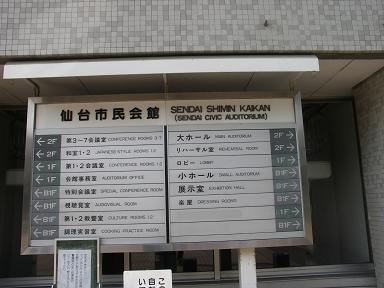 仙台市民会館
SENDAI SHIMIN KAIKAN
(SENDAI CIVIC AUDITORIUM)
← 2F 第3~7会議室 CONFERENCE ROOMS 3-7
← 2F 和室1・2 JAPANESE STYLE ROOMS 1.2
← 1F 第1・2会議室 CONFERENCE ROOMS 1.2
← 1F 会館事務室 AUDITORIUM OFFICE
← B1F 特別会議室 SPECIAL CONFERENCE ROOM
← B1F 視聴覚室 AUDIOVISUAL ROOM
← B1F 第1・2教養室 CULTURE ROOMS 1.2
← B1F 調理実習室 COOKING PRACTICE ROOM
大ホール MAIN AUDITORIUM 2F →
リハーサル室 REHEARSAL ROOM 2F →
ロビー LOBBY 1F →
小ホール SMALL AUDITORIUM B1F →
展示室 EXHIBITION HALL B1F →
楽屋 DRESSING ROOMS B1F →
1F →
B1F →
この
自
い